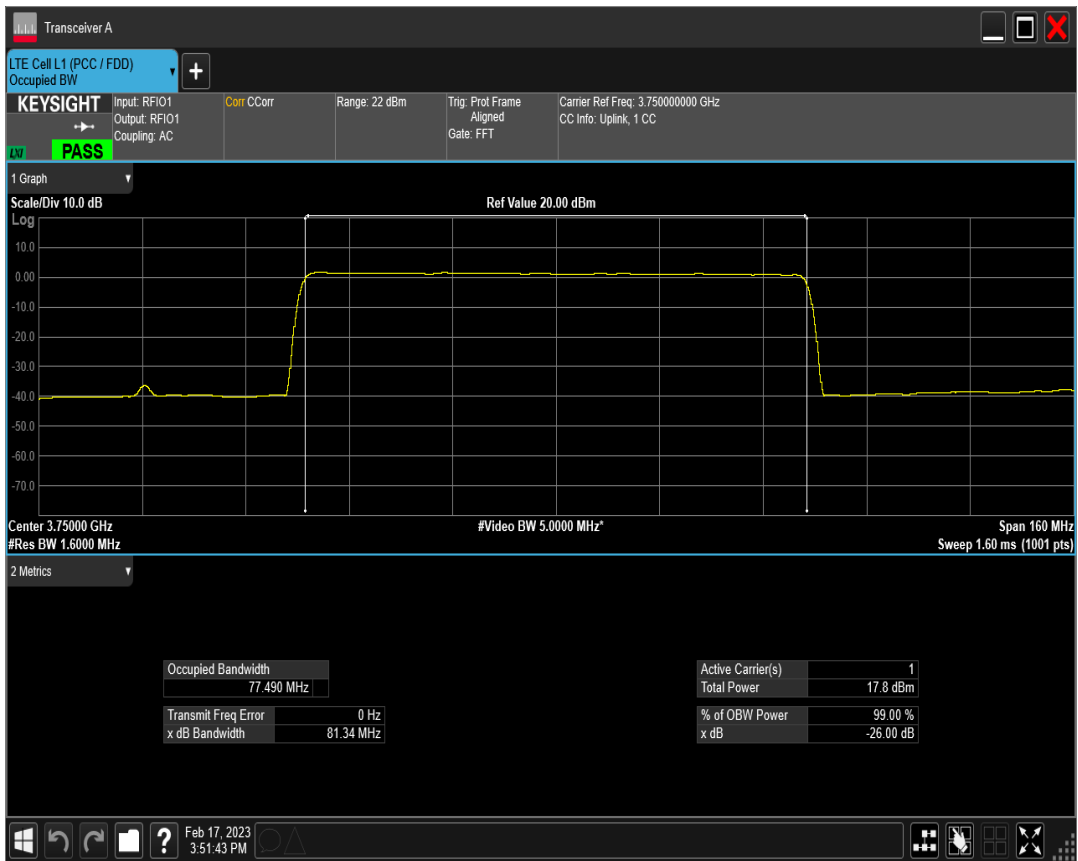 Transceiver A
LTE Cell L1 (PCC / FDD)
Occupied BW
KEYSIGHT
LXI
PASS
Input: RFIO1
Output: RFIO1
Coupling: AC
Corr CCorr
Range: 22 dBm
Trig: Prot Frame
Aligned
Gate: FFT
Carrier Ref Freq: 3.750000000 GHz
CC Info: Uplink, 1 CC
1 Graph
Scale/Div 10.0 dB
Ref Value 20.00 dBm
Log
10.0
0.00
-10.0
-20.0
-30.0
-40.0
-50.0
-60.0
-70.0
Center 3.75000 GHz
#Video BW 5.0000 MHz*
Span 160 MHz
#Res BW 1.6000 MHz
Sweep 1.60 ms (1001 pts)
2 Metrics
Occupied Bandwidth
77.490 MHz
Transmit Freq Error 0 Hz
x dB Bandwidth 81.34 MHz
Active Carrier(s) 1
Total Power 17.8 dBm
% of OBW Power 99.00 %
x dB -26.00 dB
Feb 17, 2023
3:51:43 PM